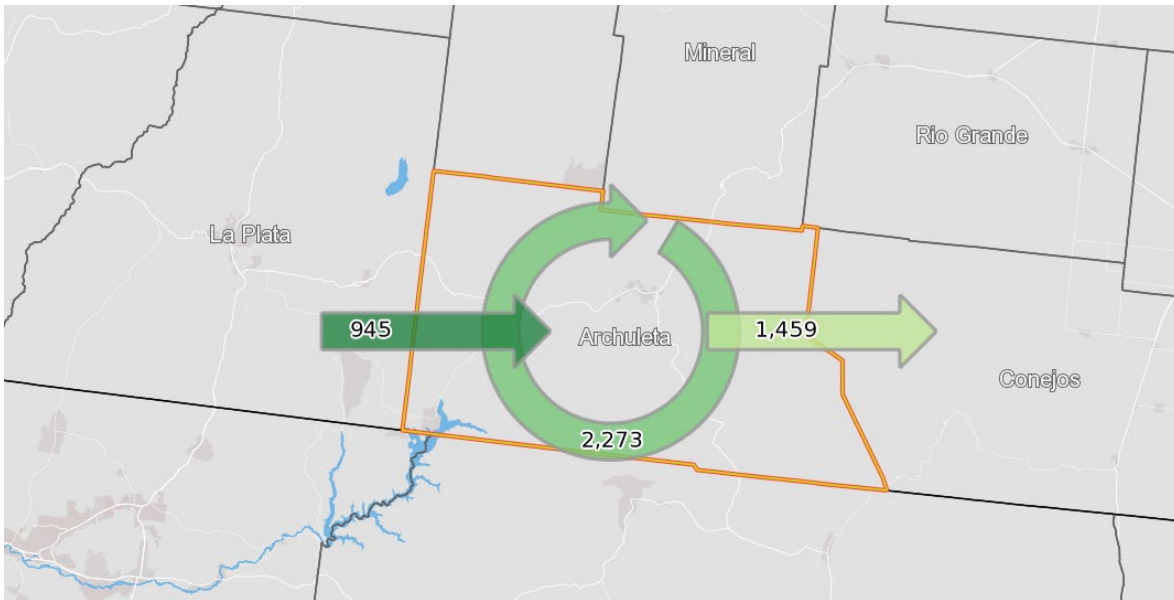 Mineral
Rio Grande
La Plata
945
1,459
Archuleta
Conejos
2,273